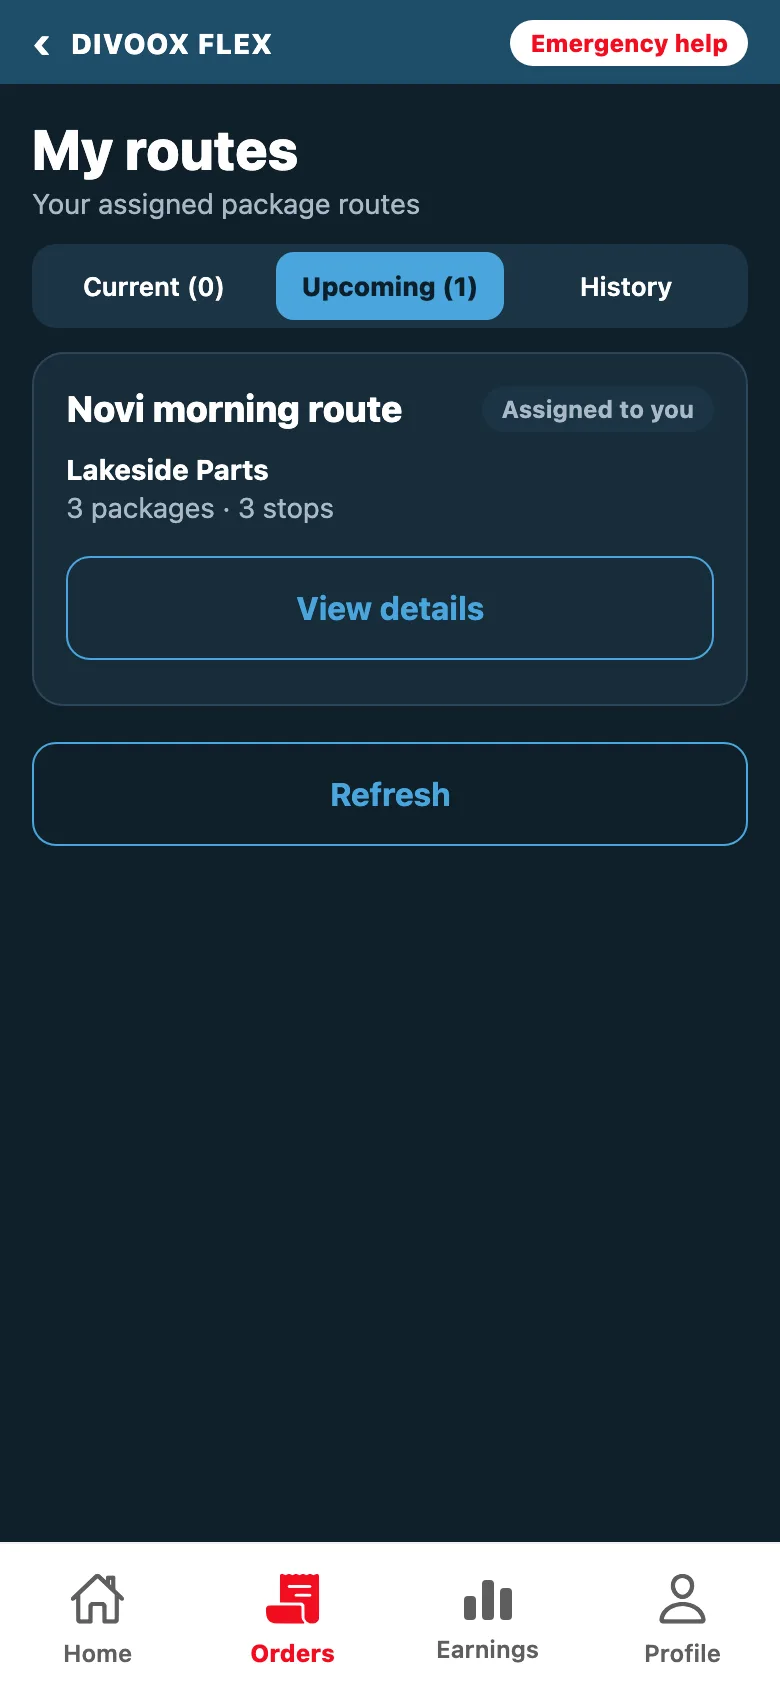 DIVOOX FLEX
Emergency help
My routes
Your assigned package routes
Current (0)
Upcoming (1)
History
Novi morning route
Assigned to you
Lakeside Parts
3 packages · 3 stops
View details
Refresh
Home
Orders
Earnings
Profile